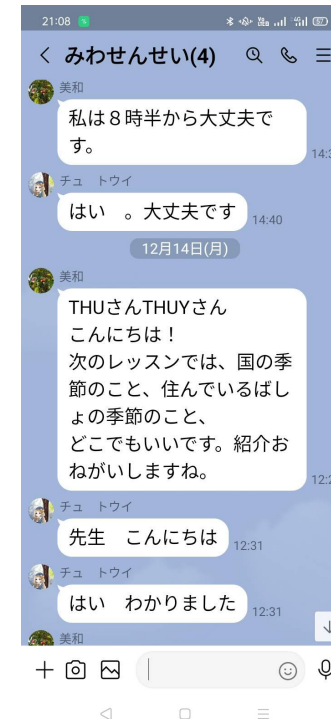 21:08
57
みわせんせい(4)
美和
私は８時半から大丈夫で
す。
チュ　トウイ
はい　。大丈夫です
14:40
12月14日(月)
美和
THUさんTHUYさん
こんにちは！
次のレッスンでは、国の季
節のこと、住んでいるばし
ょの季節のこと、
どこでもいいです。紹介お
ねがいしますね。
チュ　トウイ
先生　こんにちは
12:31
チュ　トウイ
はい　わかりました
12:31
美和